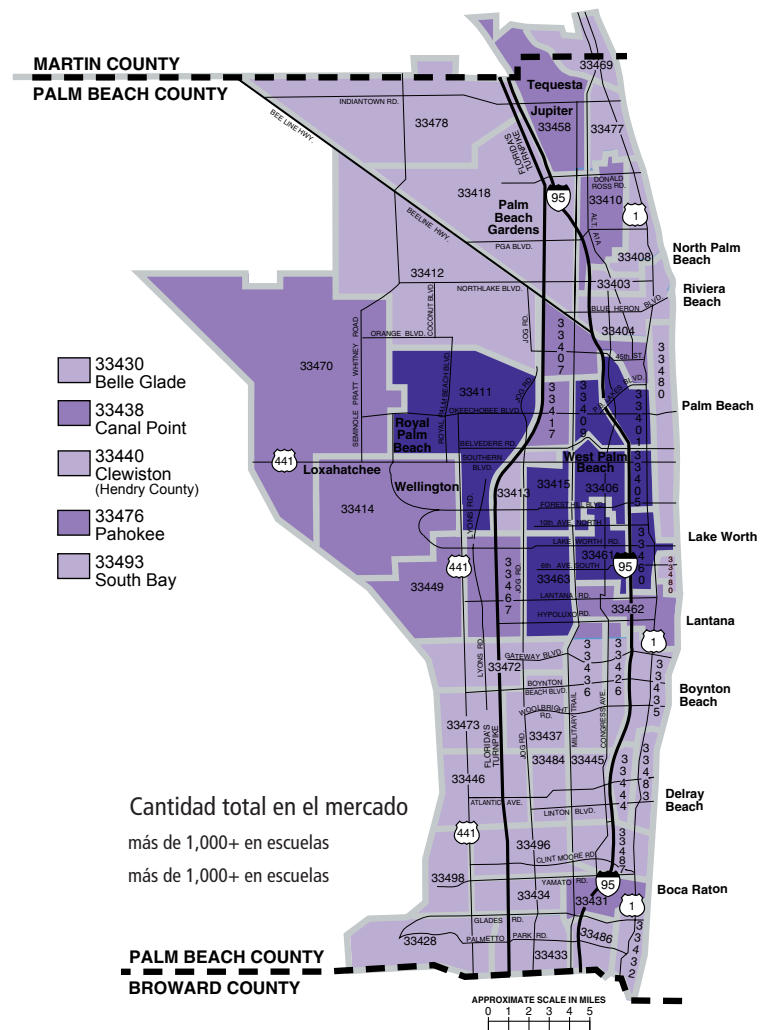 MARTIN COUNTY
PALM BEACH COUNTY
33469
Tequesta
Jupiter
33458
33477
INDIANTOWN RD.
33478
BEE LINE HWY.
FLORIDA'S
TURNPIKE
95
DONALD
ROSS RD.
33418
33410
ALT. A1A
1
Palm
Beach
Gardens
BEELINE HWY.
PGA BLVD.
33408
North Palm
Beach
33412
33403
NORTHLAKE BLVD.
Riviera
Beach
BLUE HERON BLVD
COCONUT BLVD.
ORANGE BLVD.
JOG RD.
33407
33404
45th ST.
33480
SEMINOLE PRATT WHITNEY ROAD
33470
ROYAL PALM BEACH BLVD.
33411
JOG RD.
33417
33409
P.B. LAKES BLVD.
33401
Palm Beach
33430
Belle Glade
33438
Canal Point
33440
Clewiston
(Hendry County)
33476
Pahokee
33493
South Bay
OKEECHOBEE BLVD.
Royal
Palm
Beach
BELVEDERE RD.
441
SOUTHERN
BLVD.
Loxahatchee
West Palm
Beach
33405
Wellington
33413
33415
33406
33414
LYONS RD.
FOREST HILL BLVD.
10th AVE. NORTH
LAKE WORTH RD.
Lake Worth
33460
33480
441
33467
JOG RD.
33461
6th AVE. SOUTH
95
33449
33463
LANTANA RD.
33462
HYPOLUXO RD.
Lantana
1
LYONS RD.
GATEWAY BLVD.
33472
33436
33426
33435
BOYNTON
BEACH BLVD.
Boynton
Beach
WOOLBRIGHT
RD.
MILITARY TRAIL
CONGRESS AVE.
33473
FLORIDA'S
TURNPIKE
JOG RD.
33437
33484
33445
33444
33483
33446
ATLANTIC AVE.
LINTON BLVD.
Delray
Beach
Cantidad total en el mercado
más de 1,000+ en escuelas
más de 1,000+ en escuelas
441
33496
33487
CLINT MOORE RD.
33498
YAMATO RD.
95
Boca Raton
33434
33431
1
GLADES RD.
33428
PALMETTO PARK RD.
33486
33432
33433
PALM BEACH COUNTY
BROWARD COUNTY
APPROXIMATE SCALE IN MILES
0 1 2 3 4 5